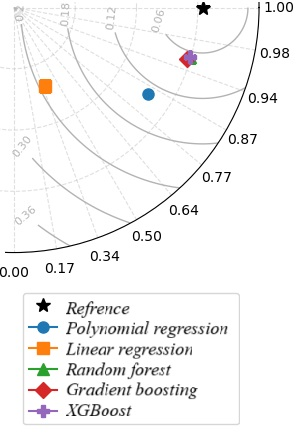 1.00
0.2
0.18
0.12
0.06
0.98
0.94
0.87
0.30
0.77
0.36
0.64
0.50
0.34
0.17
0.00
Refrence
Polynomial regression
Linear regression
Random forest
Gradient boosting
XGBoost